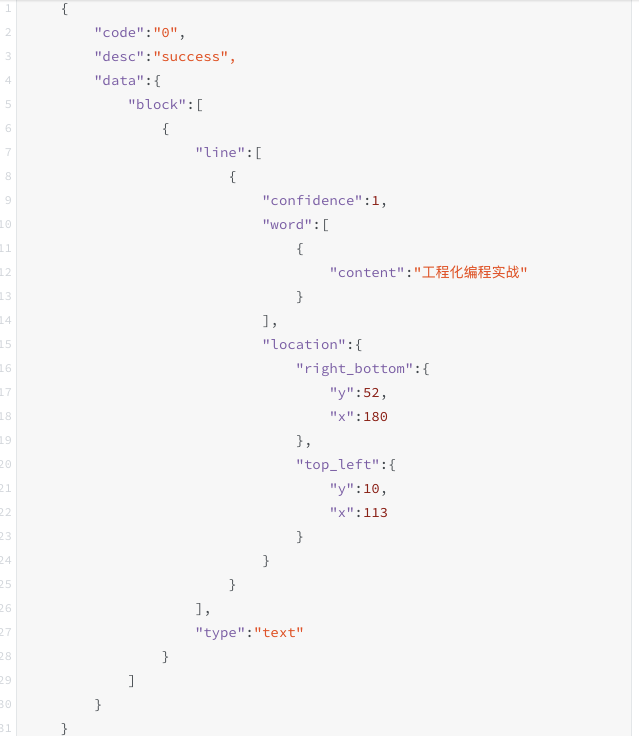 1 {
2 "code":"0",
3 "desc":"success",
4 "data":{
5 "block":[
6 {
7 "line":[
8 {
9 "confidence":1,
10 "word":[
11 {
12 "content":"工程化编程实战"
13 }
14 ],
15 "location":{
16 "right_bottom":{
17 "y":52,
18 "x":180
19 },
20 "top_left":{
21 "y":10,
22 "x":113
23 }
24 }
25 }
26 ],
27 "type":"text"
28 }
29 ]
30 }
31 }